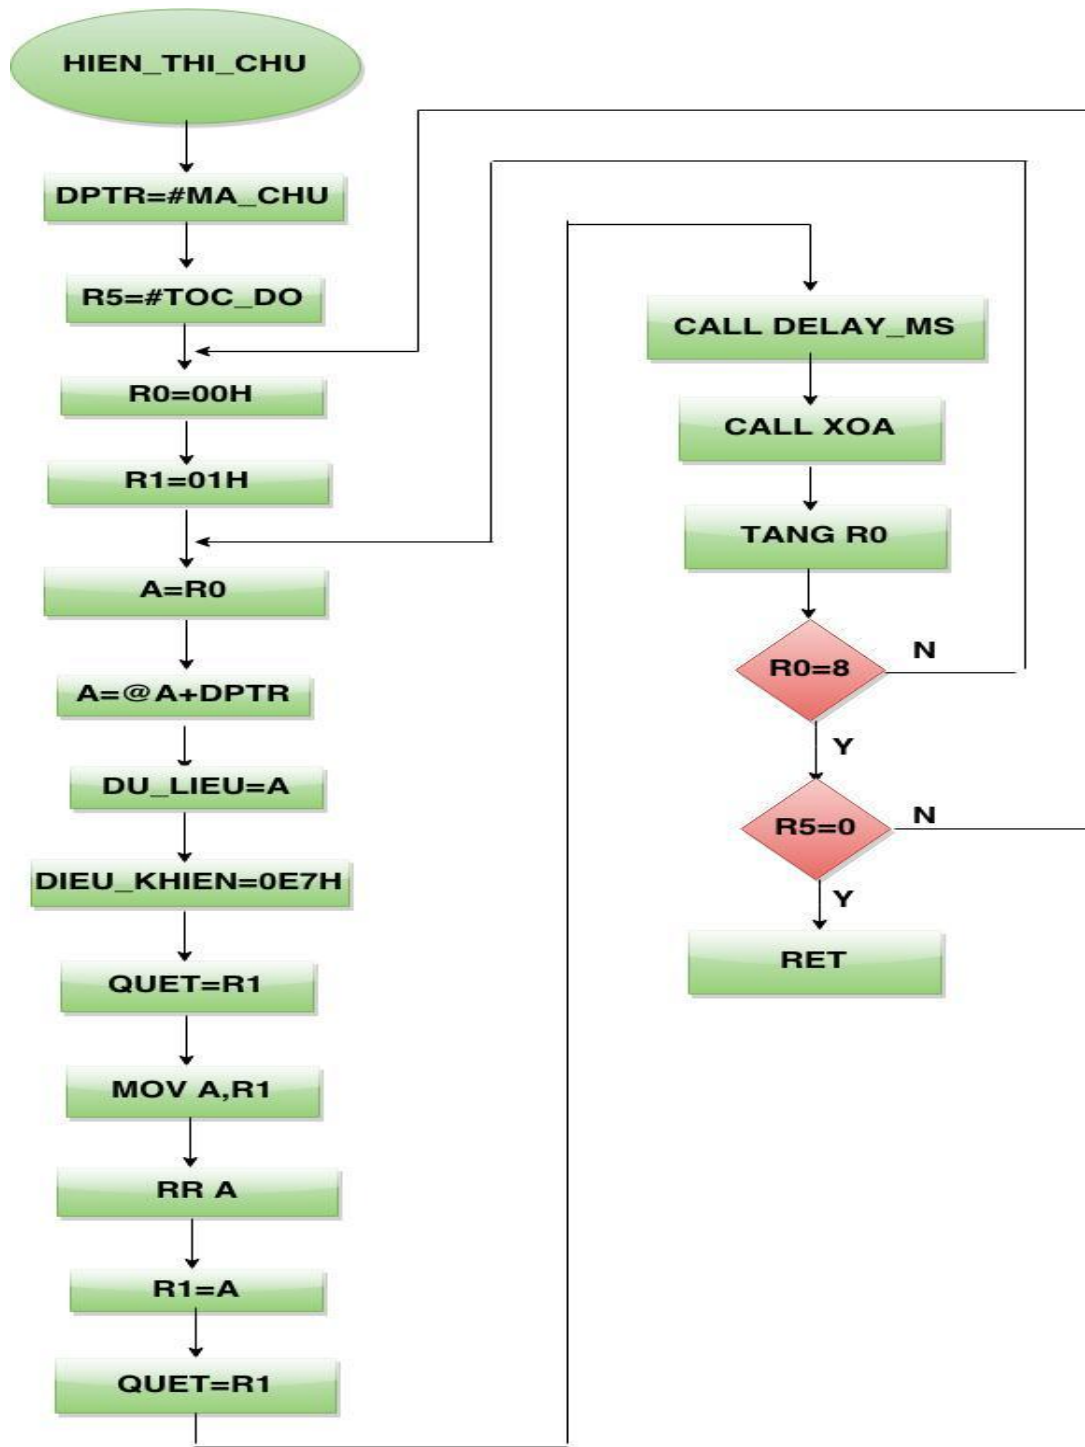 HIEN_THI_CHU
DPTR=#MA_CHU
R5=#TOC_DO
R0=00H
R1=01H
A=R0
A=@A+DPTR
DU_LIEU=A
DIEU_KHIEN=0E7H
QUET=R1
MOV A,R1
RR A
R1=A
QUET=R1
CALL DELAY_MS
CALL XOA
TANG R0
R0=8
N
Y
R5=0
N
Y
RET